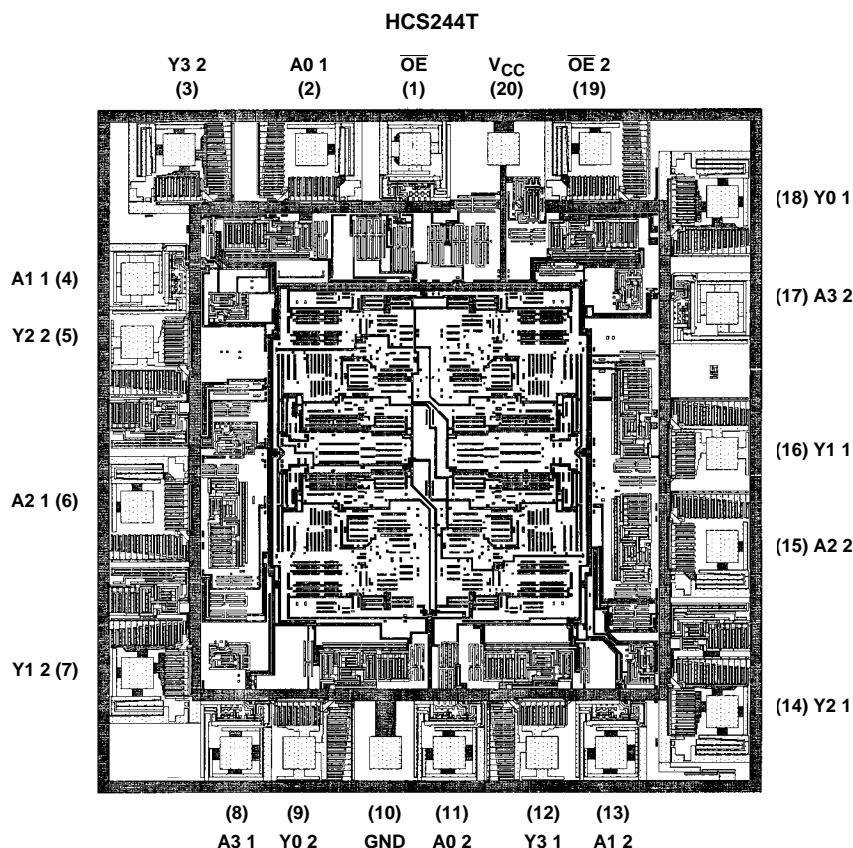 HCS244T
Y3 2 A0 1 OE VCC OE 2
(3) (2) (1) (20) (19)
(18) Y0 1
A1 1 (4)
(17) A3 2
Y2 2 (5)
(16) Y1 1
A2 1 (6)
(15) A2 2
Y1 2 (7)
(14) Y2 1
(8) (9) (10) (11) (12) (13)
A3 1 Y0 2 GND A0 2 Y3 1 A1 2